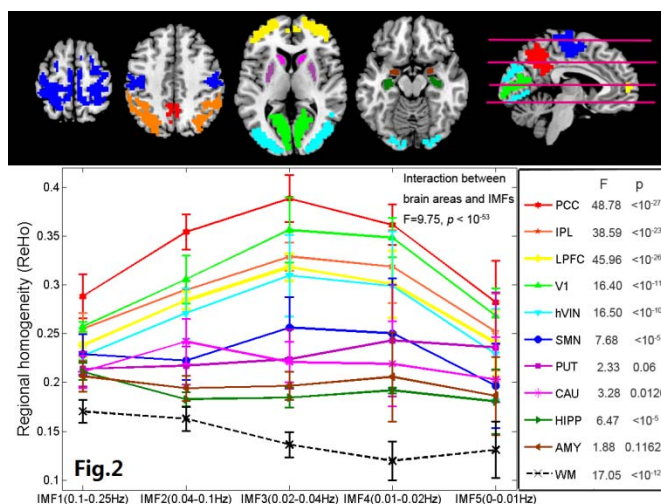 Interaction between
brain areas and IMFs
F=9.75, p < 10⁻⁵³
0.4
0.35
0.3
0.25
0.2
0.15
0.1
Regional homogeneity (ReHo)
Fig.2
IMF1(0.1-0.25Hz) IMF2(0.04-0.1Hz) IMF3(0.02-0.04Hz) IMF4(0.01-0.02Hz) IMF5(0-0.01Hz)
F p
PCC 48.78 <10⁻²⁷
IPL 38.59 <10⁻²³
LPFC 45.96 <10⁻²⁶
V1 16.40 <10⁻¹¹
hVIN 16.50 <10⁻¹⁰
SMN 7.68 <10⁻⁵
PUT 2.33 0.06
CAU 3.28 0.0120
HIPP 6.47 <10⁻⁵
AMY 1.88 0.1162
WM 17.05 <10⁻¹²